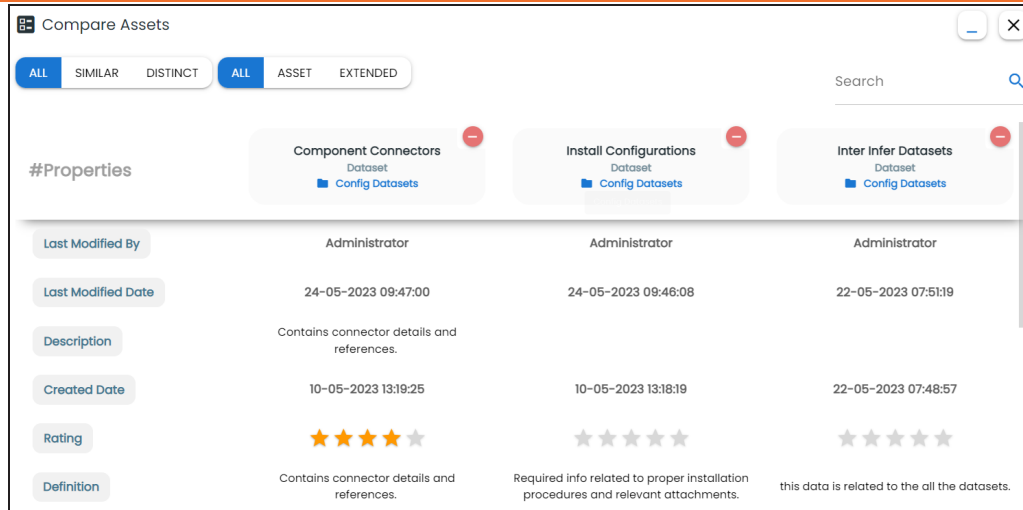 Compare Assets
ALL SIMILAR DISTINCT ALL ASSET EXTENDED
Search
#Properties
Component Connectors
Dataset
Config Datasets
Install Configurations
Dataset
Config Datasets
Inter Infer Datasets
Dataset
Config Datasets
Last Modified By Administrator Administrator Administrator
Last Modified Date 24-05-2023 09:47:00 24-05-2023 09:46:08 22-05-2023 07:51:19
Description Contains connector details and
references.
Created Date 10-05-2023 13:19:25 10-05-2023 13:18:19 22-05-2023 07:48:57
Rating
Definition
Contains connector details and
references.
Required info related to proper installation
procedures and relevant attachments.
this data is related to the all the datasets.